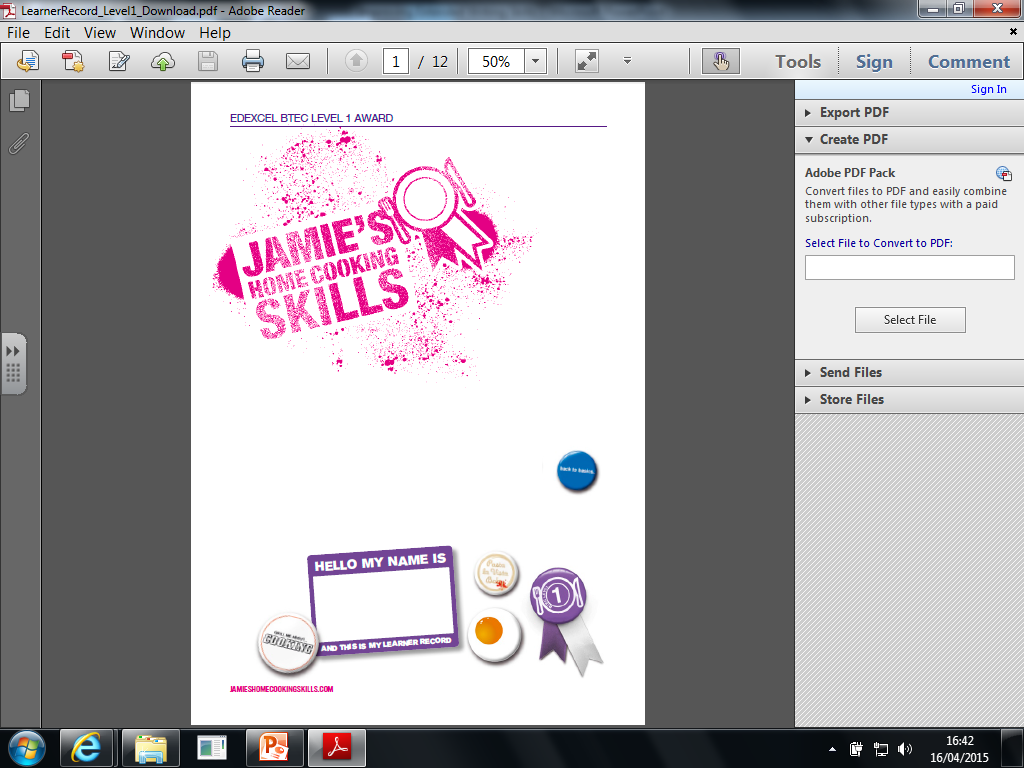 LearnerRecord_Level1_Download.pdf - Adobe Reader
File Edit View Window Help
1 / 12 50% Tools Sign Comment
Sign In
Export PDF
Create PDF
Adobe PDF Pack
Convert files to PDF and easily combine
them with other file types with a paid
subscription.
Select File to Convert to PDF:
Select File
Send Files
Store Files
EDEXCEL BTEC LEVEL 1 AWARD
JAMIE'S
HOME COOKING
SKILLS
back to basics
HELLO MY NAME IS
AND THIS IS MY LEARNER RECORD
COOKING
1
JAMIESHOMECOOKINGSKILLS.COM
16:42
16/04/2015